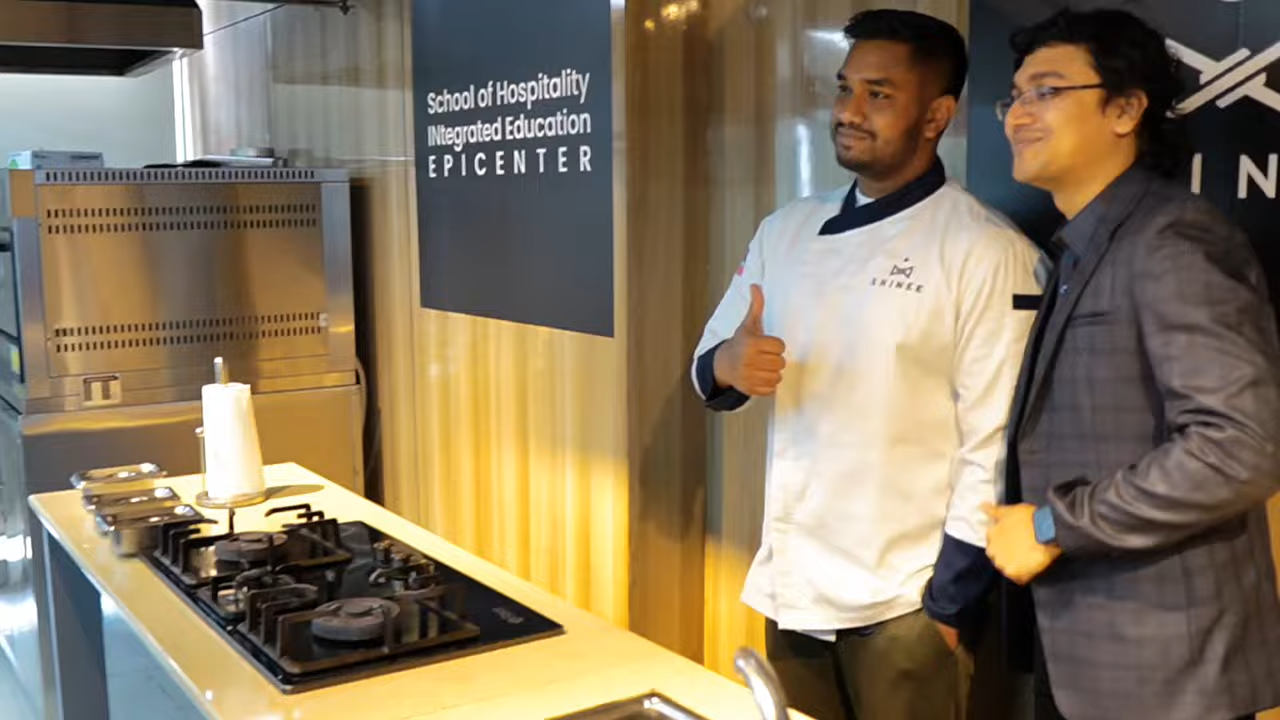 School of Hospitality
INtegrated Education
EPICENTER
SHINEE
IN